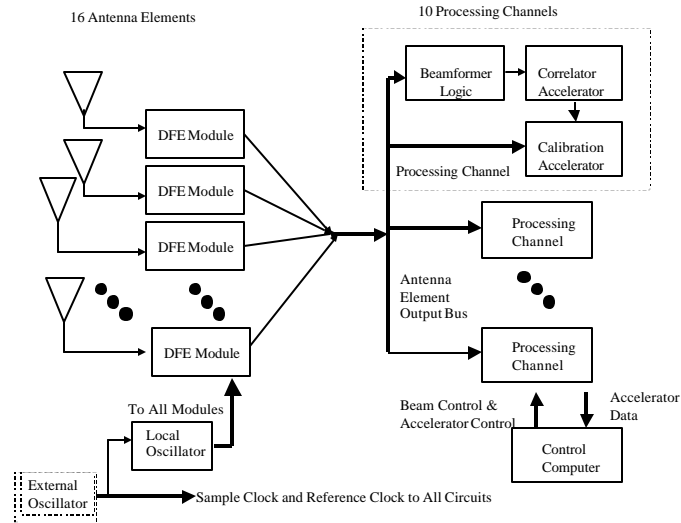 16 Antenna Elements
10 Processing Channels
Beamformer
Logic
Correlator
Accelerator
DFE Module
Calibration
Accelerator
Processing Channel
DFE Module
DFE Module
Processing
Channel
Antenna
Element
Output Bus
DFE Module
Processing
Channel
To All Modules
Beam Control &
Accelerator Control
Accelerator
Data
Local
Oscillator
Control
Computer
External
Oscillator
Sample Clock and Reference Clock to All Circuits